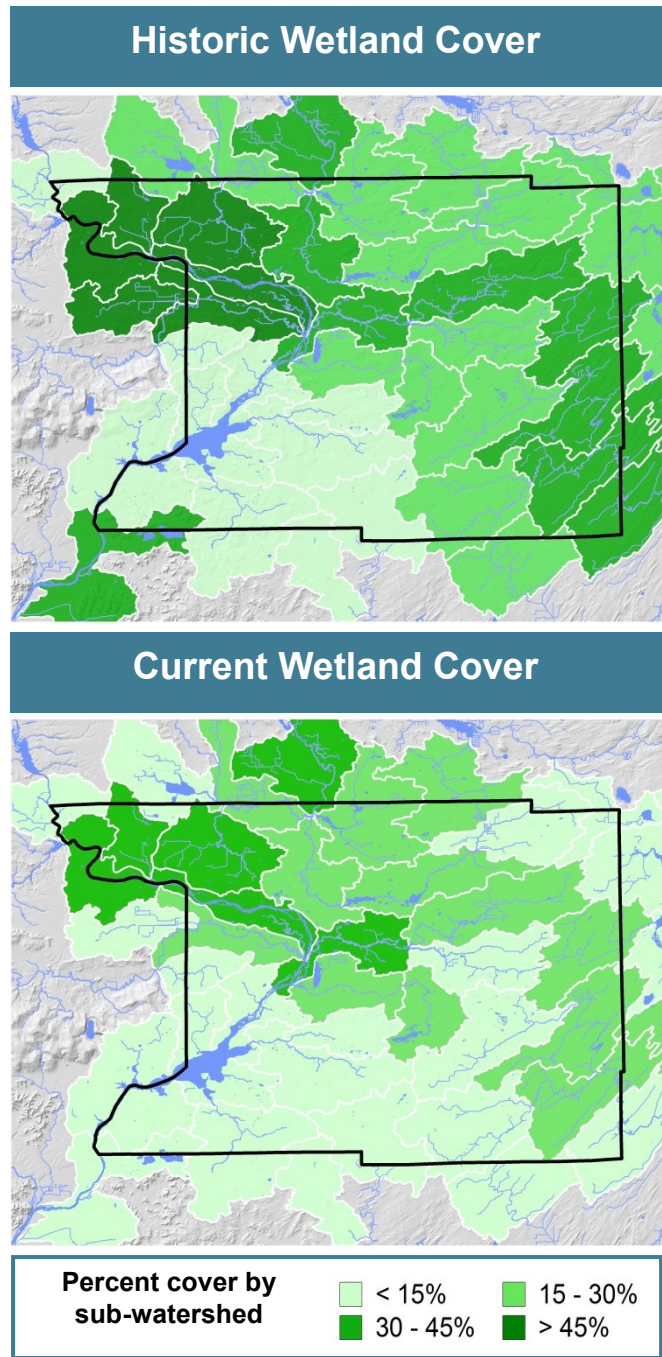 Historic Wetland Cover
Current Wetland Cover
Percent cover by
sub-watershed
< 15%
15 - 30%
30 - 45%
> 45%